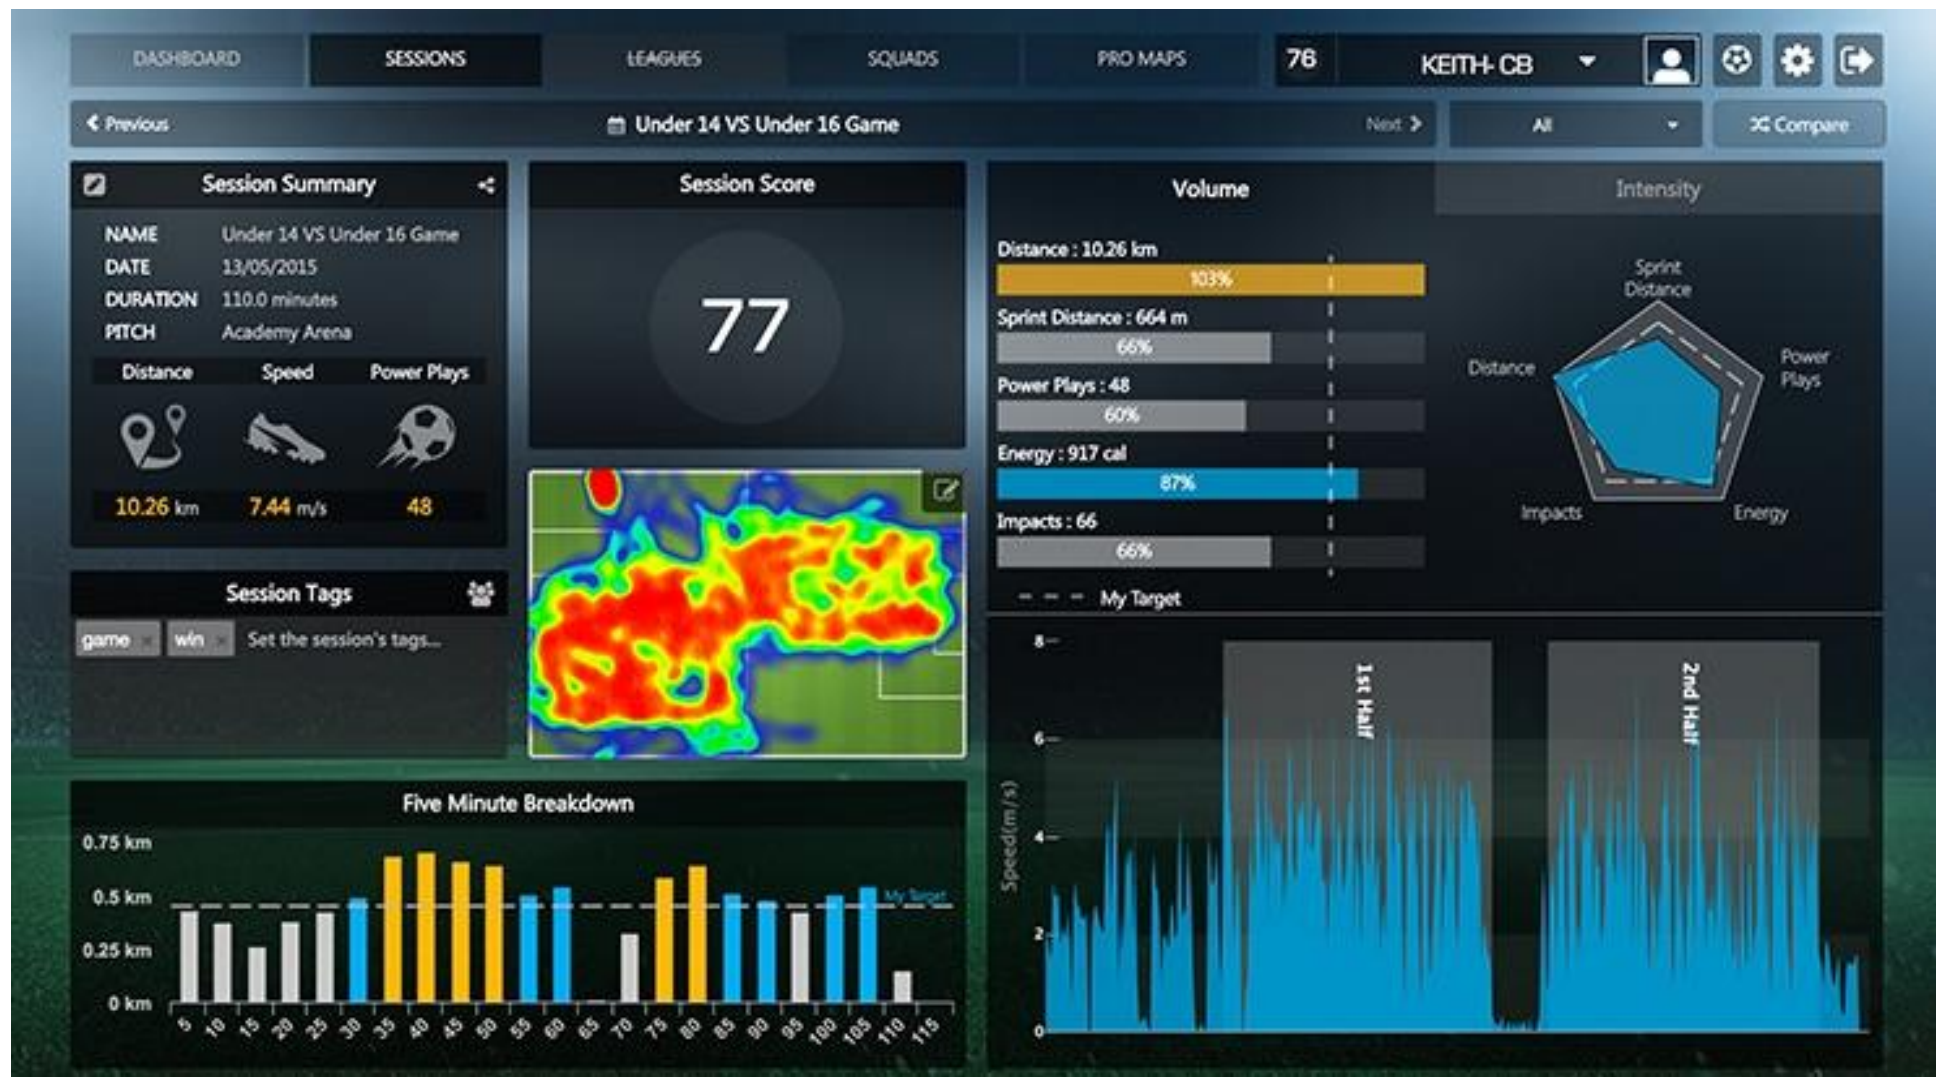 DASHBOARD SESSIONS LEAGUES SQUADS PRO MAPS 76 KEITH- CB
Previous Under 14 VS Under 16 Game Next All Compare
Session Summary
NAME Under 14 VS Under 16 Game
DATE 13/05/2015
DURATION 110.0 minutes
PITCH Academy Arena
Distance Speed Power Plays
10.26 km 7.44 m/s 48
Session Tags
game × win × Set the session's tags...
Session Score
77
Volume Intensity
Distance : 10.26 km
103%
Sprint Distance : 664 m
66%
Power Plays : 48
60%
Energy : 917 cal
87%
Impacts : 66
66%
My Target
Sprint
Distance
Power
Plays
Distance
Impacts
Energy
Five Minute Breakdown
0.75 km
0.5 km
0.25 km
0 km
My Target
5 10 15 20 25 30 35 40 45 50 55 60 65 70 75 80 85 90 95 100 105 110 115
1st Half
2nd Half
Speed(m/s)
8
6
4
2
0